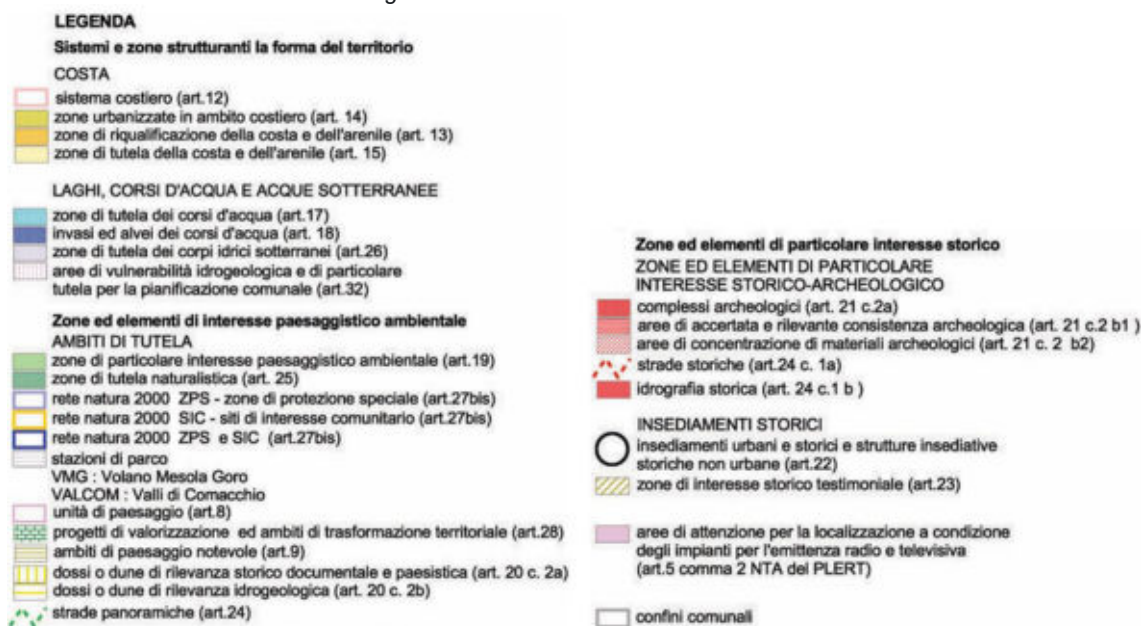 LEGENDA
Sistemi e zone strutturanti la forma del territorio
COSTA
sistema costiero (art.12)
zone urbanizzate in ambito costiero (art. 14)
zone di riqualificazione della costa e dell'arenile (art. 13)
zone di tutela della costa e dell'arenile (art. 15)
LAGHI, CORSI D'ACQUA E ACQUE SOTTERRANEE
zone di tutela dei corsi d'acqua (art.17)
invasi ed alvei dei corsi d'acqua (art. 18)
zone di tutela dei corpi idrici sotterranei (art.26)
aree di vulnerabilità idrogeologica e di particolare
tutela per la pianificazione comunale (art.32)
Zone ed elementi di interesse paesaggistico ambientale
AMBITI DI TUTELA
zone di particolare interesse paesaggistico ambientale (art.19)
zone di tutela naturalistica (art. 25)
rete natura 2000 ZPS - zone di protezione speciale (art.27bis)
rete natura 2000 SIC - siti di interesse comunitario (art.27bis)
rete natura 2000 ZPS e SIC (art.27bis)
stazioni di parco
VMG : Volano Mesola Goro
VALCOM : Valli di Comacchio
unità di paesaggio (art.8)
progetti di valorizzazione ed ambiti di trasformazione territoriale (art.28)
ambiti di paesaggio notevole (art.9)
dossi o dune di rilevanza storico documentale e paesistica (art. 20 c. 2a)
dossi o dune di rilevanza idrogeologica (art. 20 c. 2b)
strade panoramiche (art.24)
Zone ed elementi di particolare interesse storico
ZONE ED ELEMENTI DI PARTICOLARE
INTERESSE STORICO-ARCHEOLOGICO
complessi archeologici (art. 21 c.2a)
aree di accertata e rilevante consistenza archeologica (art. 21 c.2 b1 )
aree di concentrazione di materiali archeologici (art. 21 c. 2 b2)
strade storiche (art.24 c. 1a)
idrografia storica (art. 24 c.1 b )
INSEDIAMENTI STORICI
insediamenti urbani e storici e strutture insediative
storiche non urbane (art.22)
zone di interesse storico testimoniale (art.23)
aree di attenzione per la localizzazione a condizione
degli impianti per l'emittenza radio e televisiva
(art.5 comma 2 NTA del PLERT)
confini comunali